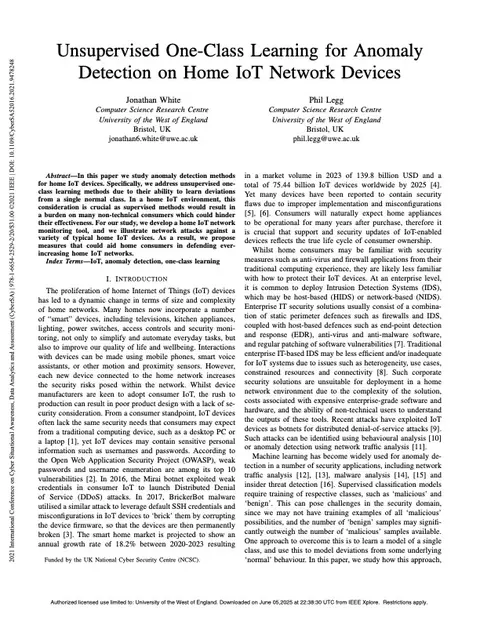 2021 International Conference on Cyber Situational Awareness, Data Analytics and Assessment (CyberSA) | 978-1-6654-2529-2/20/$31.00 ©2021 IEEE | DOI: 10.1109/CyberSA52016.2021.9478248
Unsupervised One-Class Learning for Anomaly
Detection on Home IoT Network Devices
Jonathan White
Computer Science Research Centre
University of the West of England
Bristol, UK
jonathan6.white@uwe.ac.uk
Phil Legg
Computer Science Research Centre
University of the West of England
Bristol, UK
phil.legg@uwe.ac.uk
Abstract—In this paper we study anomaly detection methods
for home IoT devices. Specifically, we address unsupervised one-
class learning methods due to their ability to learn deviations
from a single normal class. In a home IoT environment, this
consideration is crucial as supervised methods would result in
a burden on many non-technical consumers which could hinder
their effectiveness. For our study, we develop a home IoT network
monitoring tool, and we illustrate network attacks against a
variety of typical home IoT devices. As a result, we propose
measures that could aid home consumers in defending ever-
increasing home IoT networks.
Index Terms—IoT, anomaly detection, one-class learning
I. INTRODUCTION
The proliferation of home Internet of Things (IoT) devices
has led to a dynamic change in terms of size and complexity
of home networks. Many homes now incorporate a number
of “smart” devices, including televisions, kitchen appliances,
lighting, power switches, access controls and security moni-
toring, not only to simplify and automate everyday tasks, but
also to improve our quality of life and wellbeing. Interactions
with devices can be made using mobile phones, smart voice
assistants, or other motion and proximity sensors. However,
each new device connected to the home network increases
the security risks posed within the network. Whilst device
manufacturers are keen to adopt consumer IoT, the rush to
production can result in poor product design with a lack of se-
curity consideration. From a consumer standpoint, IoT devices
often lack the same security needs that consumers may expect
from a traditional computing device, such as a desktop PC or
a laptop [1], yet IoT devices may contain sensitive personal
information such as usernames and passwords. According to
the Open Web Application Security Project (OWASP), weak
passwords and username enumeration are among its top 10
vulnerabilities [2]. In 2016, the Mirai botnet exploited weak
credentials in consumer IoT to launch Distributed Denial
of Service (DDoS) attacks. In 2017, BrickerBot malware
utilised a similar attack to leverage default SSH credentials and
misconfigurations in IoT devices to ‘brick’ them by corrupting
the device firmware, so that the devices are then permanently
broken [3]. The smart home market is projected to show an
annual growth rate of 18.2% between 2020-2023 resulting
Funded by the UK National Cyber Security Centre (NCSC).
in a market volume in 2023 of 139.8 billion USD and a
total of 75.44 billion IoT devices worldwide by 2025 [4].
Yet many devices have been reported to contain security
flaws due to improper implementation and misconfigurations
[5], [6]. Consumers will naturally expect home appliances
to be operational for many years after purchase, therefore it
is crucial that support and security updates of IoT-enabled
devices reflects the true life cycle of consumer ownership.
Whilst home consumers may be familiar with security
measures such as anti-virus and firewall applications from their
traditional computing experience, they are likely less familiar
with how to protect their IoT devices. At an enterprise level,
it is common to deploy Intrusion Detection Systems (IDS),
which may be host-based (HIDS) or network-based (NIDS).
Enterprise IT security solutions usually consist of a combina-
tion of static perimeter defences such as firewalls and IDS,
coupled with host-based defences such as end-point detection
and response (EDR), anti-virus and anti-malware software,
and regular patching of software vulnerabilities [7]. Traditional
enterprise IT-based IDS may be less efficient and/or inadequate
for IoT systems due to issues such as heterogeneity, use cases,
constrained resources and connectivity [8]. Such corporate
security solutions are unsuitable for deployment in a home
network environment due to the complexity of the solution,
costs associated with expensive enterprise-grade software and
hardware, and the ability of non-technical users to understand
the outputs of these tools. Recent attacks have exploited IoT
devices as botnets for distributed denial-of-service attacks [9].
Such attacks can be identified using behavioural analysis [10]
or anomaly detection using network traffic analysis [11].
Machine learning has become widely used for anomaly de-
tection in a number of security applications, including network
traffic analysis [12], [13], malware analysis [14], [15] and
insider threat detection [16]. Supervised classification models
require training of respective classes, such as ‘malicious’ and
‘benign’. This can pose challenges in the security domain,
since we may not have training examples of all ‘malicious’
possibilities, and the number of ‘benign’ samples may signifi-
cantly outweigh the number of ‘malicious’ samples available.
One approach to overcome this is to learn a model of a single
class, and use this to model deviations from some underlying
‘normal’ behaviour. In this paper, we study how this approach,
Authorized licensed use limited to: University of the West of England. Downloaded on June 05,2025 at 22:38:30 UTC from IEEE Xplore. Restrictions apply.